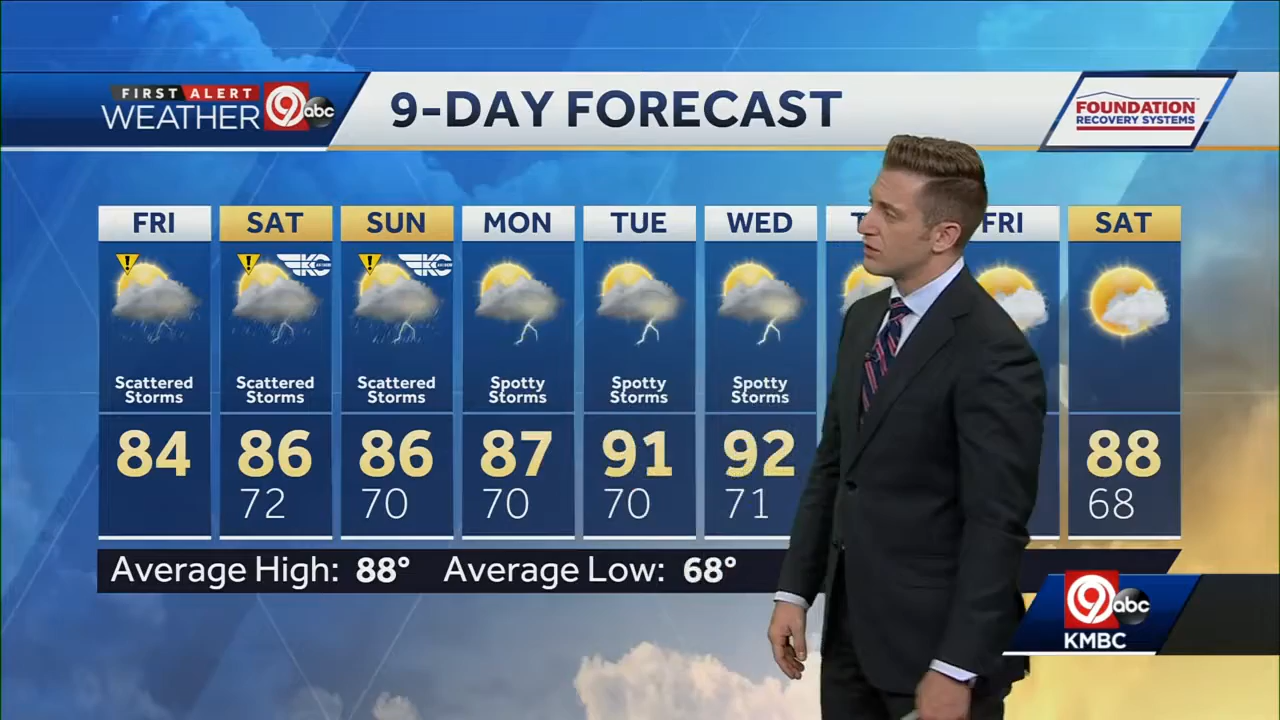 FIRST ALERT
WEATHER 9 abc
9-DAY FORECAST
FOUNDATION
RECOVERY SYSTEMS
FRI
SAT
SUN
MON
TUE
WED
T
FRI
SAT
!
!
KC
!
KC
Scattered
Storms
Scattered
Storms
Scattered
Storms
Spotty
Storms
Spotty
Storms
Spotty
Storms
84
86
72
86
70
87
70
91
70
92
71
88
68
Average High: 88° Average Low: 68°
9 abc
KMBC